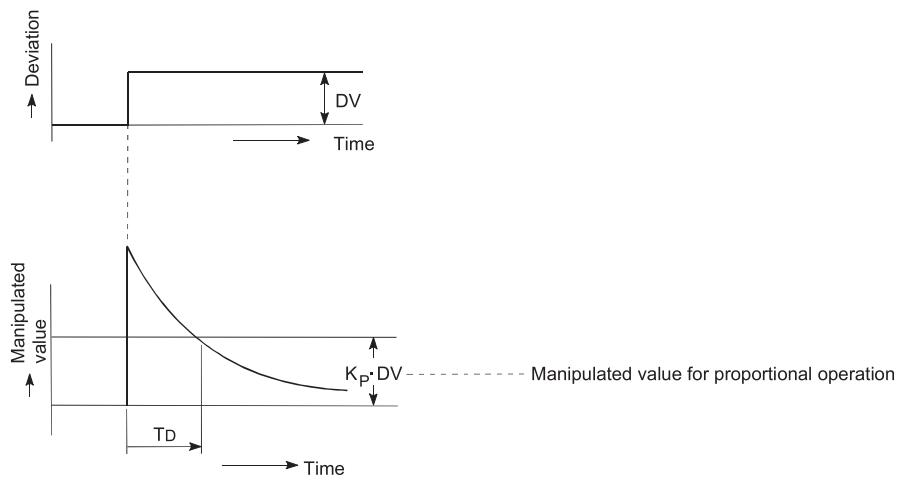 Deviation
DV
Time
Manipulated
value
KP·DV
Manipulated value for proportional operation
TD
Time